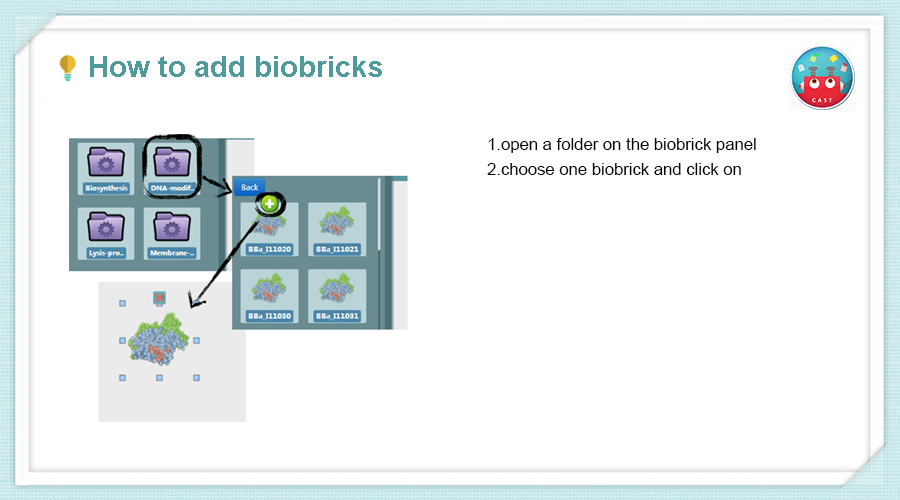 How to add biobricks
CAST
1.open a folder on the biobrick panel
2.choose one biobrick and click on
Biosynthesis
DNA-modif..
Back
Lysis-pro..
Membrane-..
BBa_I11020
BBa_I11021
BBa_I11030
BBa_I11031